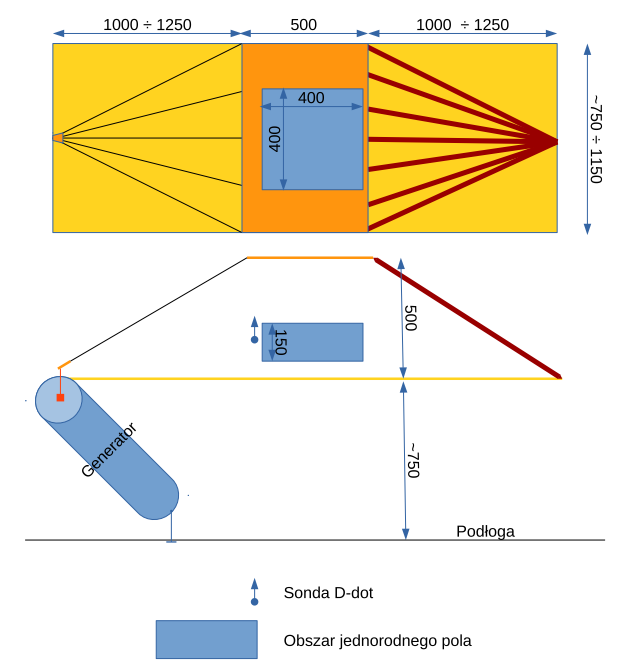 1000 ÷ 1250
500
1000 ÷ 1250
400
400
~750 ÷ 1150
500
150
Generator
~750
Podłoga
Sonda D-dot
Obszar jednorodnego pola